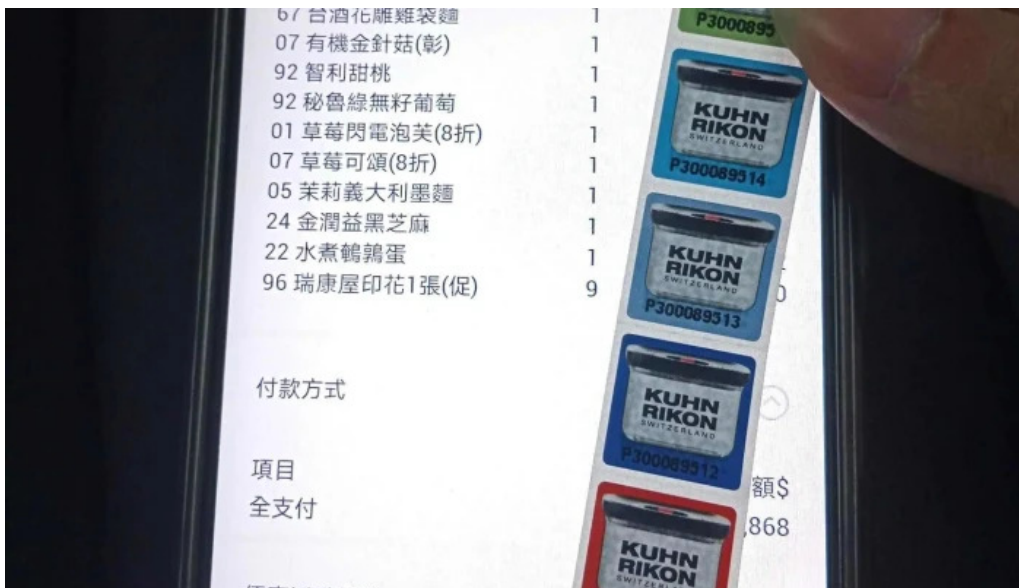 67 台酒花雕雞袋麵 1
07 有機金針菇(彰) 1
92 智利甜桃 1
92 秘魯綠無籽葡萄 1
01 草莓閃電泡芙(8折) 1
07 草莓可頌(8折) 1
05 茉莉義大利墨麵 1
24 金潤益黑芝麻 1
22 水煮鵪鶉蛋 1
96 瑞康屋印花1張(促) 9 0
付款方式
項目 額$
全支付 ,868
P3000895
KUHN
RIKON
SWITZERLAND
P300089514
KUHN
RIKON
SWITZERLAND
P300089513
KUHN
RIKON
SWITZERLAND
P300089512
KUHN
RIKON